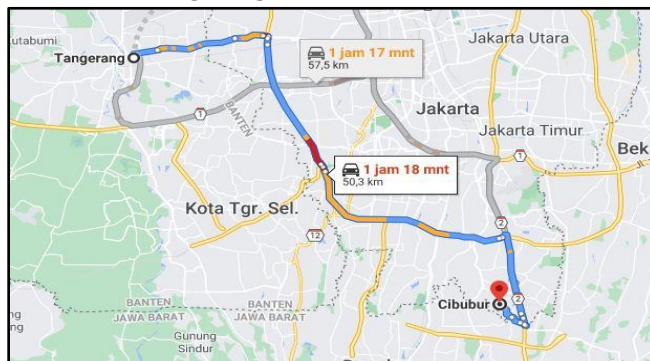 Kutabumi
Tangerang
1 jam 17 mnt
57,5 km
Jakarta Utara
BANTEN
1
Jakarta
Jakarta Timur
1
Bek
1 jam 18 mnt
50,3 km
Kota Tgr. Sel.
12
2
Cibubur
2
BANTEN
JAWA BARAT
BANTEN
JAWA BARAT
Gunung
Sindur